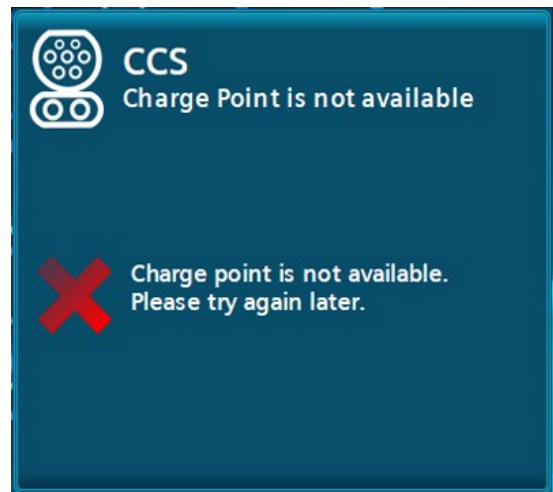 CCS
Charge Point is not available
Charge point is not available.
Please try again later.